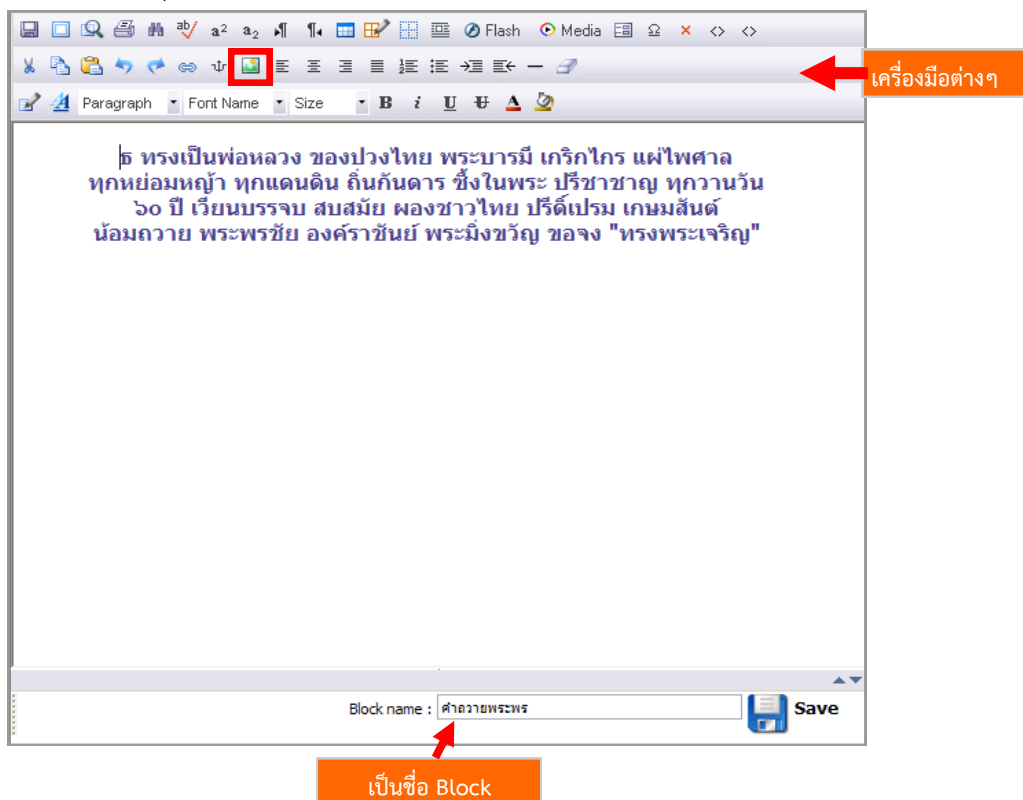 Flash Media
เครื่องมือต่างๆ
Paragraph Font Name Size B i U
ธ ทรงเป็นพ่อหลวง ของปวงไทย พระบารมี เกริกไกร แผ่ไพศาล
ทุกหย่อมหญ้า ทุกแดนดิน ถิ่นกันดาร ซึ้งในพระ ปรีชาชาญ ทุกวานวัน
๖๐ ปี เวียนบรรจบ สบสมัย ผองชาวไทย ปรีดิ์เปรม เกษมสันต์
น้อมถวาย พระพรชัย องค์ราชันย์ พระมิ่งขวัญ ขอจง "ทรงพระเจริญ"
Block name : คำถวายพระพร Save
เป็นชื่อ Block